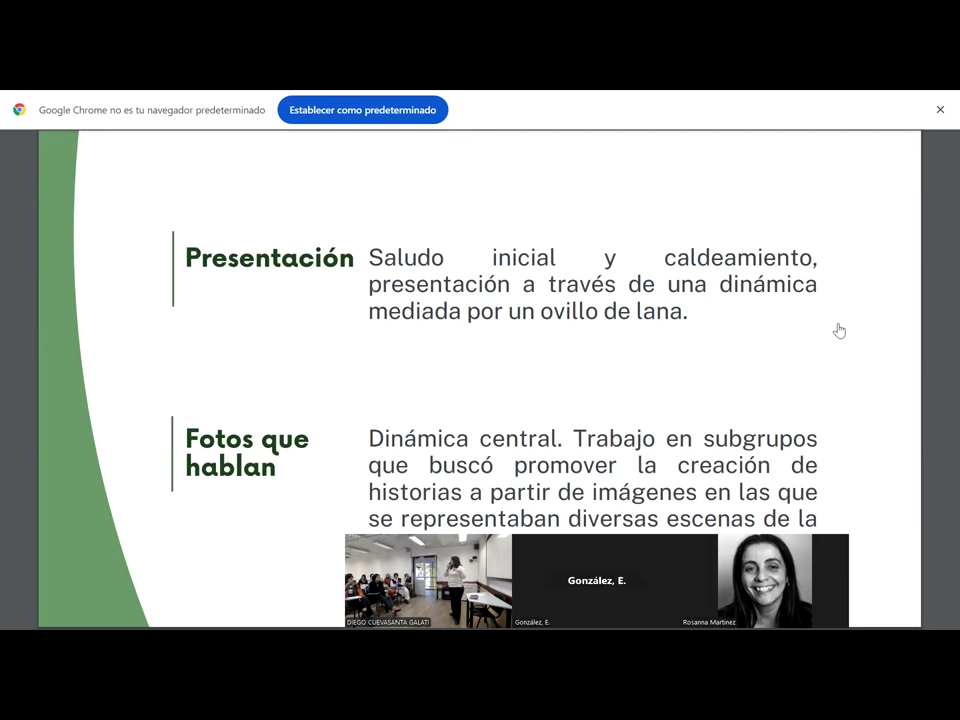 Google Chrome no es tu navegador predeterminado
Establecer como predeterminado
Presentación
Saludo inicial y caldeamiento,
presentación a través de una dinámica
mediada por un ovillo de lana.
Fotos que
hablan
Dinámica central. Trabajo en subgrupos
que buscó promover la creación de
historias a partir de imágenes en las que
se representaban diversas escenas de la
González, E.
DIEGO CUEVASANTA GALATI
González, E.
Rosanna Martinez